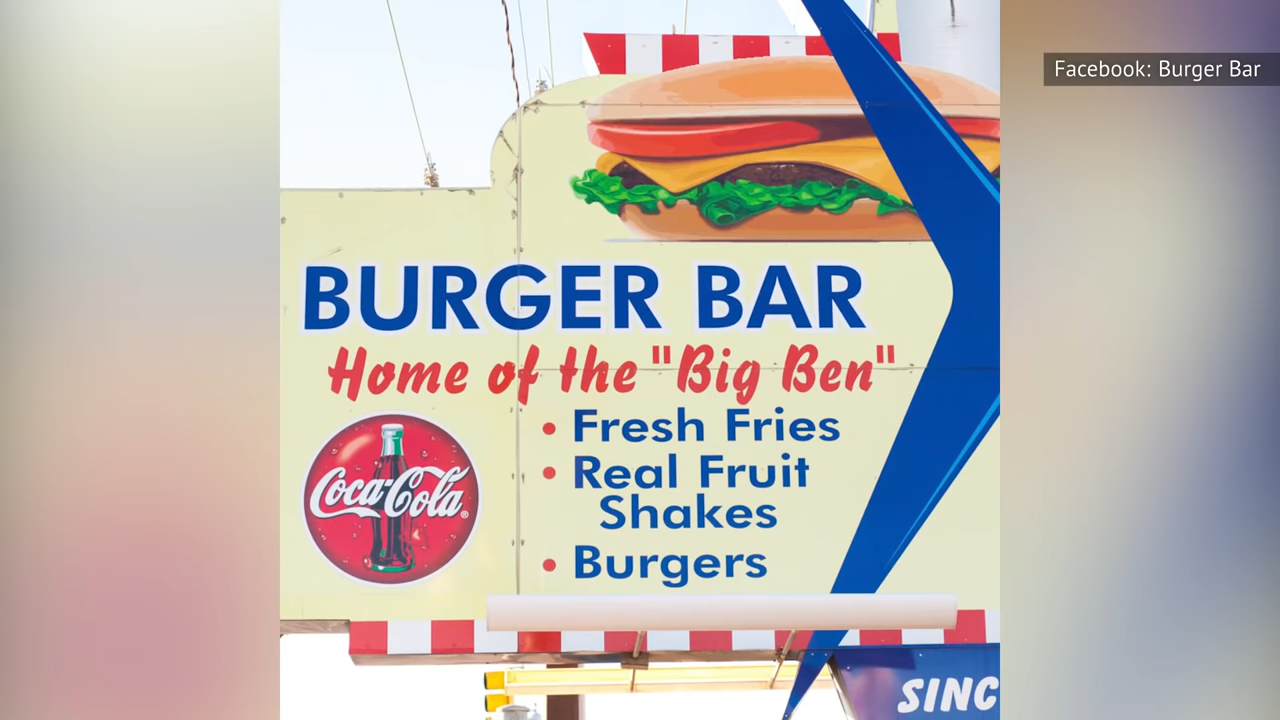 Facebook: Burger Bar
BURGER BAR
Home of the "Big Ben"
Coca-Cola
• Fresh Fries
• Real Fruit
Shakes
• Burgers
SINC